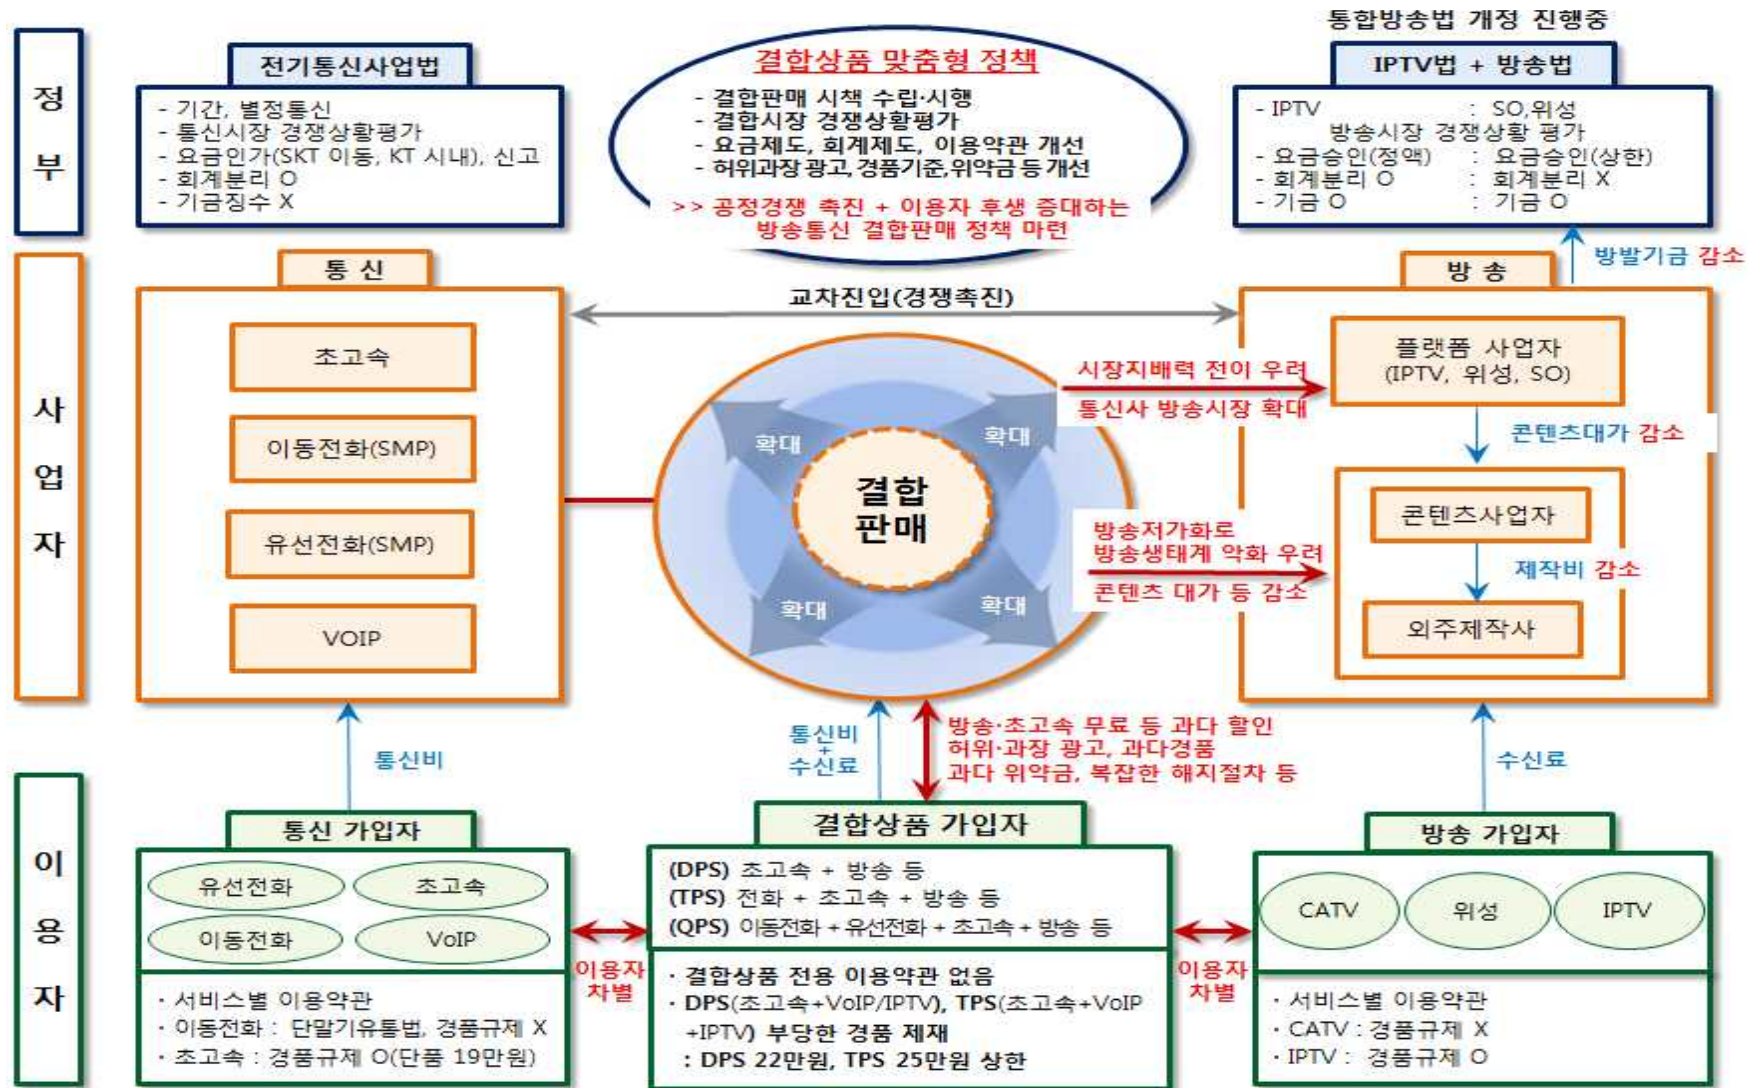 통합방송법 개정 진행중
정
부
전기통신사업법
- 기간, 별정통신
- 통신시장 경쟁상황평가
- 요금인가(SKT 이동, KT 시내), 신고
- 회계분리 O
- 기금징수 X
결합상품 맞춤형 정책
- 결합판매 시책 수립·시행
- 결합시장 경쟁상황평가
- 요금제도, 회계제도, 이용약관 개선
- 허위과장 광고, 경품기준,위약금 등 개선
>> 공정경쟁 촉진 + 이용자 후생 증대하는
방송통신 결합판매 정책 마련
IPTV법 + 방송법
- IPTV : SO,위성
방송시장 경쟁상황 평가
- 요금승인(정액) : 요금승인(상한)
- 회계분리 O : 회계분리 X
- 기금 O : 기금 O
방발기금 감소
사
업
자
통 신
초고속
이동전화(SMP)
유선전화(SMP)
VOIP
교차진입(경쟁촉진)
확대
확대
결합
판매
확대
확대
시장지배력 전이 우려
통신사 방송시장 확대
방송저가화로
방송생태계 악화 우려
콘텐츠 대가 등 감소
방 송
플랫폼 사업자
(IPTV, 위성, SO)
콘텐츠대가 감소
콘텐츠사업자
제작비 감소
외주제작사
통신비
통신비
+
수신료
방송·초고속 무료 등 과다 할인
허위·과장 광고, 과다경품
과다 위약금, 복잡한 해지절차 등
수신료
이
용
자
통신 가입자
유선전화
초고속
이동전화
VoIP
· 서비스별 이용약관
· 이동전화 : 단말기유통법, 경품규제 X
· 초고속 : 경품규제 O(단품 19만원)
이용자
차별
결합상품 가입자
(DPS) 초고속 + 방송 등
(TPS) 전화 + 초고속 + 방송 등
(QPS) 이동전화 + 유선전화 + 초고속 + 방송 등
· 결합상품 전용 이용약관 없음
· DPS(초고속+VoIP/IPTV), TPS(초고속+VoIP
+IPTV) 부당한 경품 제재
: DPS 22만원, TPS 25만원 상한
이용자
차별
방송 가입자
CATV
위성
IPTV
· 서비스별 이용약관
· CATV : 경품규제 X
· IPTV : 경품규제 O